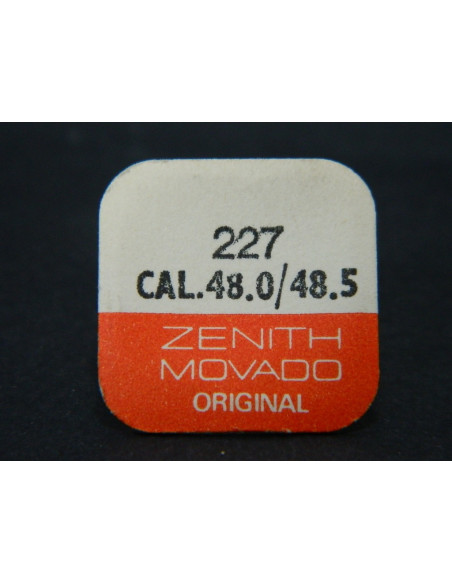 227
CAL.48.0/48.5
ZENITH
MOVADO
ORIGINAL